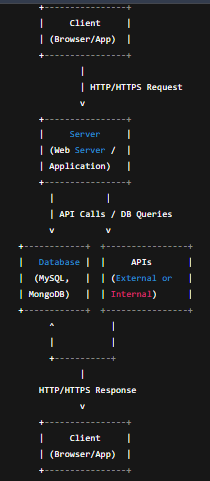 Client
(Browser/App)
HTTP/HTTPS Request
v
Server
(Web Server /
Application)
API Calls / DB Queries
v v
Database APIs
(MySQL, (External or
MongoDB) Internal)
^
HTTP/HTTPS Response
v
Client
(Browser/App)